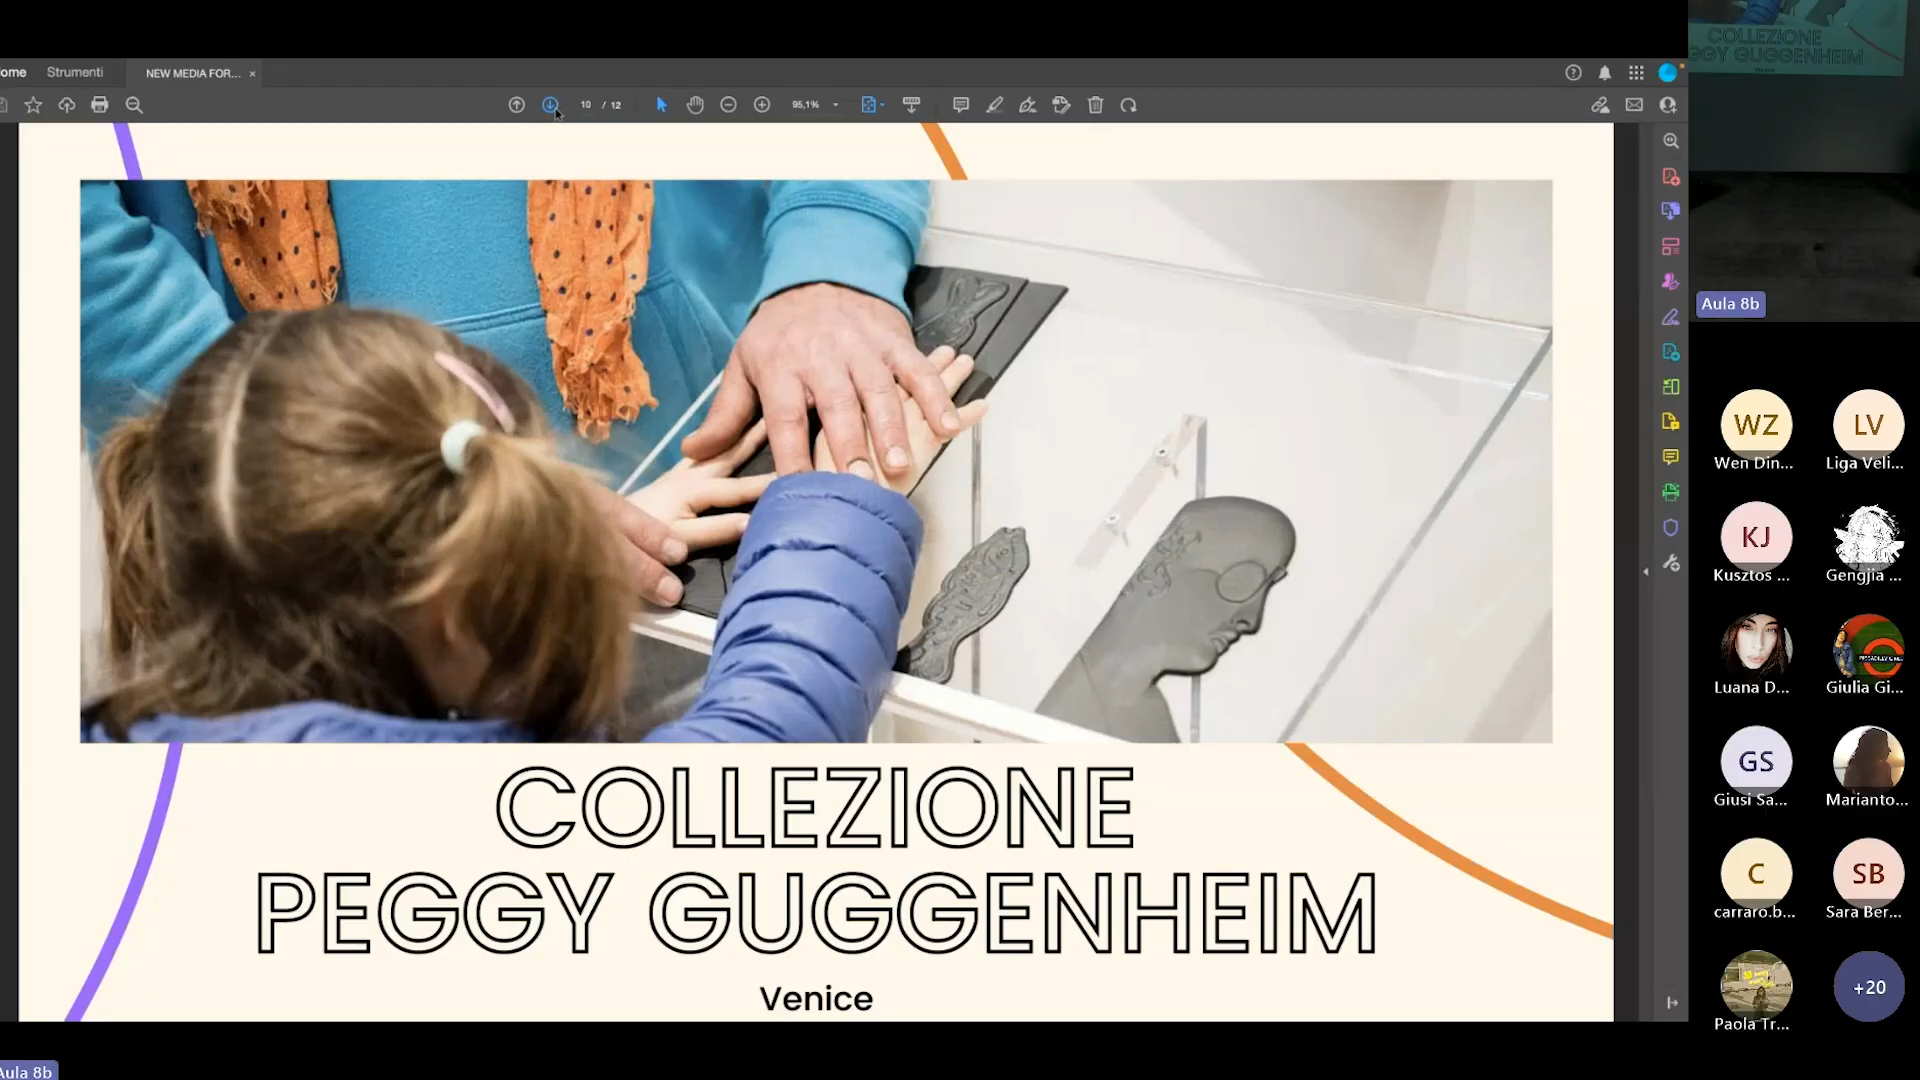 ome Strumenti NEW MEDIA FOR... ×
10 / 12 95,1%
COLLEZIONE
PEGGY GUGGENHEIM
Venice
Aula 8b
COLLEZIONE
GGY GUGGENHEIM
Aula 8b
WZ LV
Wen Din... Liga Veli...
KJ
Kusztos ... Gengjia ...
Luana D... Giulia Gi...
GS
Giusi Sa... Marianto...
C SB
carraro.b... Sara Ber...
+20
Paola Tr...